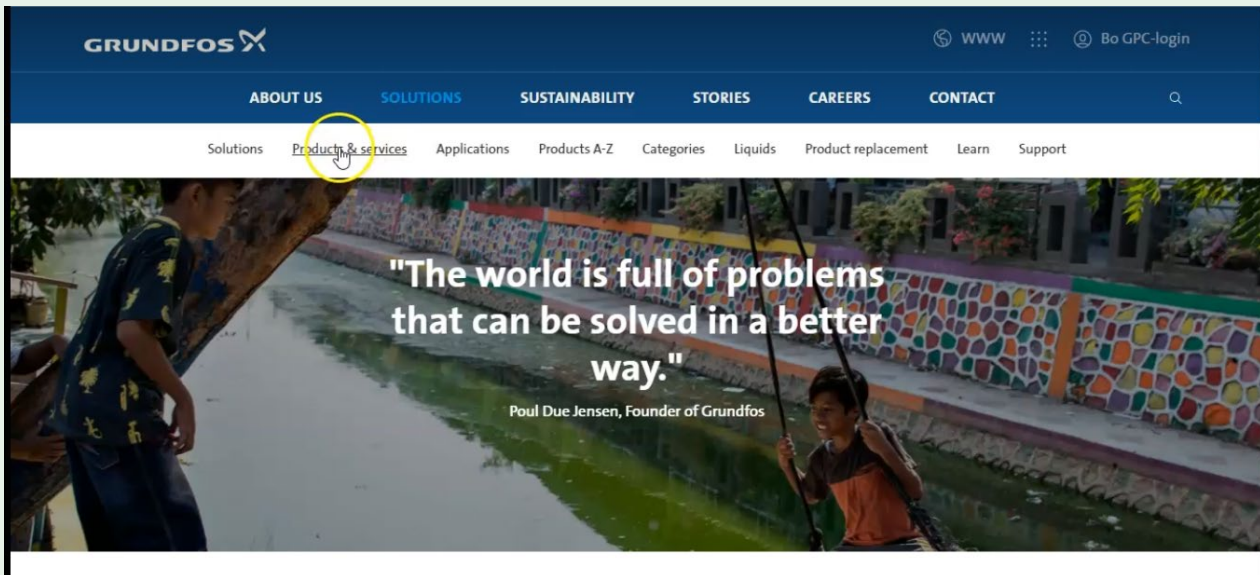 GRUNDFOS
WWW
Bo GPC-login
ABOUT US SOLUTIONS SUSTAINABILITY STORIES CAREERS CONTACT
Solutions Products & services Applications Products A-Z Categories Liquids Product replacement Learn Support
"The world is full of problems
that can be solved in a better
way."
Poul Due Jensen, Founder of Grundfos